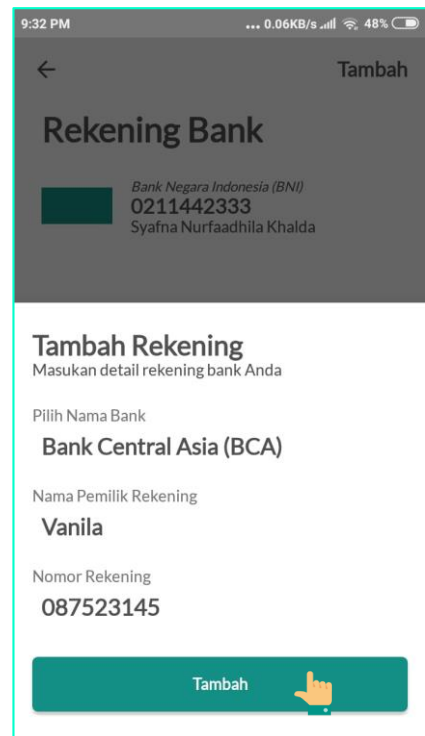 9:32 PM ... 0.06KB/s 48%
Tambah
Rekening Bank
Bank Negara Indonesia (BNI)
0211442333
Syafna Nurfaadhila Khalda
Tambah Rekening
Masukan detail rekening bank Anda
Pilih Nama Bank
Bank Central Asia (BCA)
Nama Pemilik Rekening
Vanila
Nomor Rekening
087523145
Tambah